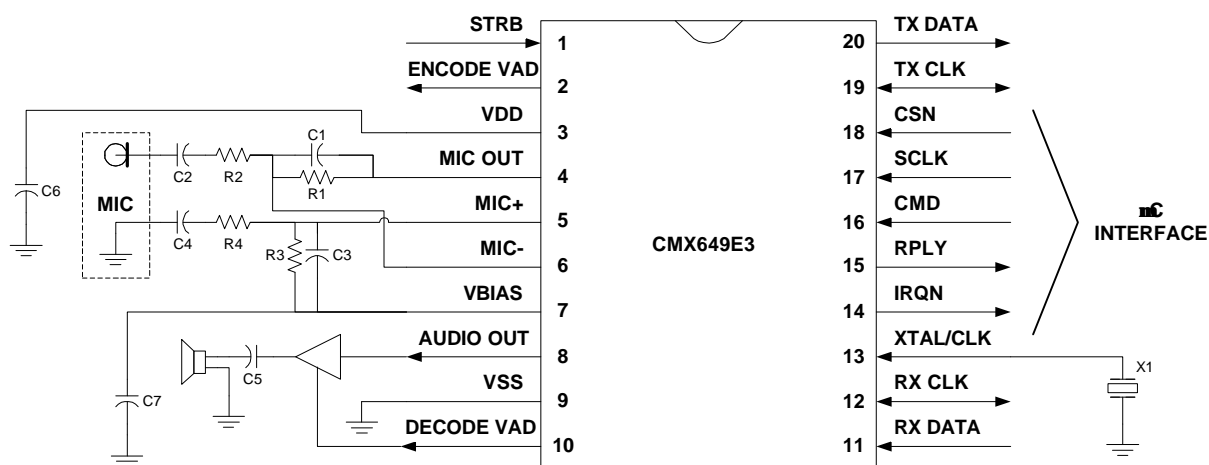 STRB
1
20
TX DATA
ENCODE VAD
2
19
TX CLK
VDD
3
18
CSN
C1
MIC OUT
4
17
SCLK
C2
R2
R1
C6
MIC
MIC+
5
16
CMD
C4
R4
CMX649E3
INTERFACE
R3
C3
MIC-
6
15
RPLY
VBIAS
7
14
IRQN
AUDIO OUT
8
13
XTAL/CLK
C5
X1
C7
VSS
9
12
RX CLK
DECODE VAD
10
11
RX DATA